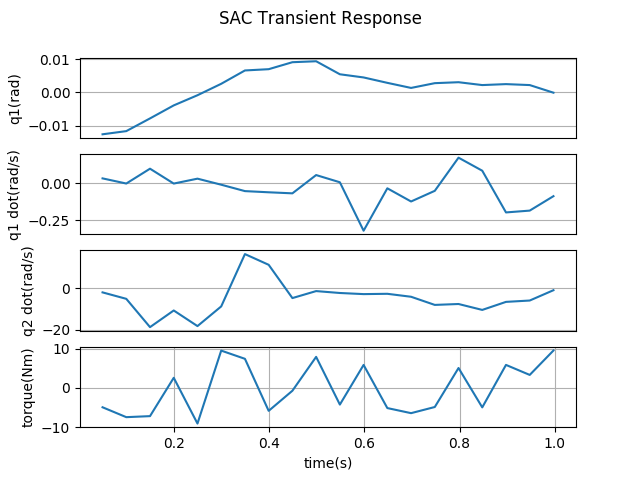 SAC Transient Response
0.01
0.00
−0.01
q1(rad)
0.00
−0.25
q1 dot(rad/s)
0
−20
q2 dot(rad/s)
10
0
−10
torque(Nm)
0.2 0.4 0.6 0.8 1.0
time(s)